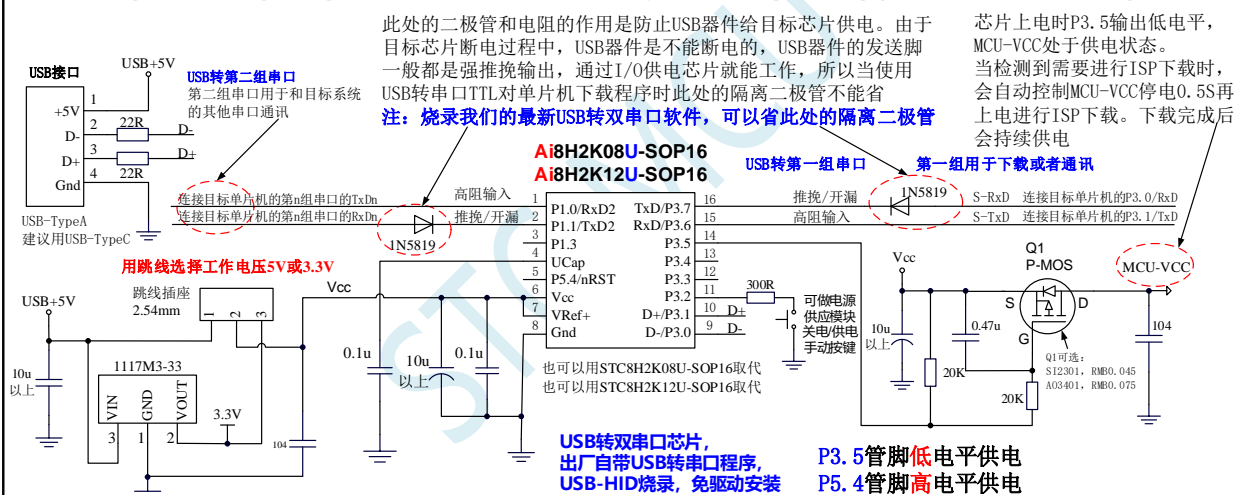 此处的二极管和电阻的作用是防止USB器件给目标芯片供电。由于
目标芯片断电过程中，USB器件是不能断电的，USB器件的发送脚
一般都是强推挽输出，通过I/O供电芯片就能工作，所以当使用
USB转串口TTL对单片机下载程序时此处的隔离二极管不能省
注：烧录我们的最新USB转双串口软件，可以省此处的隔离二极管
芯片上电时P3.5输出低电平，
MCU-VCC处于供电状态。
当检测到需要进行ISP下载时，
会自动控制MCU-VCC停电0.5S再
上电进行ISP下载。下载完成后
会持续供电
USB接口
USB+5V
USB转第二组串口
第二组串口用于和目标系统
的其他串口通讯
+5V
1
D-
2
22R
D-
D+
3
D+
Gnd
4
22R
USB-TypeA
建议用USB-TypeC
连接目标单片机的第n组串口的TxDn
连接目标单片机的第n组串口的RxDn
高阻输入
推挽/开漏
1N5819
Ai8H2K08U-SOP16
Ai8H2K12U-SOP16
1
P1.0/RxD2
2
P1.1/TxD2
3
P1.3
4
UCap
5
P5.4/nRST
6
Vcc
7
VRef+
8
Gnd
TxD/P3.7
16
RxD/P3.6
15
P3.5
14
P3.4
13
P3.3
12
P3.2
11
D+/P3.1
10
D+
D-/P3.0
9
D-
USB转第一组串口
第一组用于下载或者通讯
推挽/开漏
高阻输入
1N5819
S-RxD
连接目标单片机的P3.0/RxD
S-TxD
连接目标单片机的P3.1/TxD
300R
可做电源
供应模块
关电/供电
手动按键
Vcc
Q1
P-MOS
S
D
G
MCU-VCC
10u
以上
0.47u
20K
20K
104
Q1可选：
SI2301, RMB0.045
AO3401, RMB0.075
用跳线选择工作电压5V或3.3V
USB+5V
跳线插座
2.54mm
1
2
3
Vcc
10u
以上
1117M3-33
VIN
GND
VOUT
3
1
2
3.3V
104
0.1u
10u
以上
0.1u
也可以用STC8H2K08U-SOP16取代
也可以用STC8H2K12U-SOP16取代
USB转双串口芯片，
出厂自带USB转串口程序，
USB-HID烧录，免驱动安装
P3.5管脚低电平供电
P5.4管脚高电平供电
STC MCU